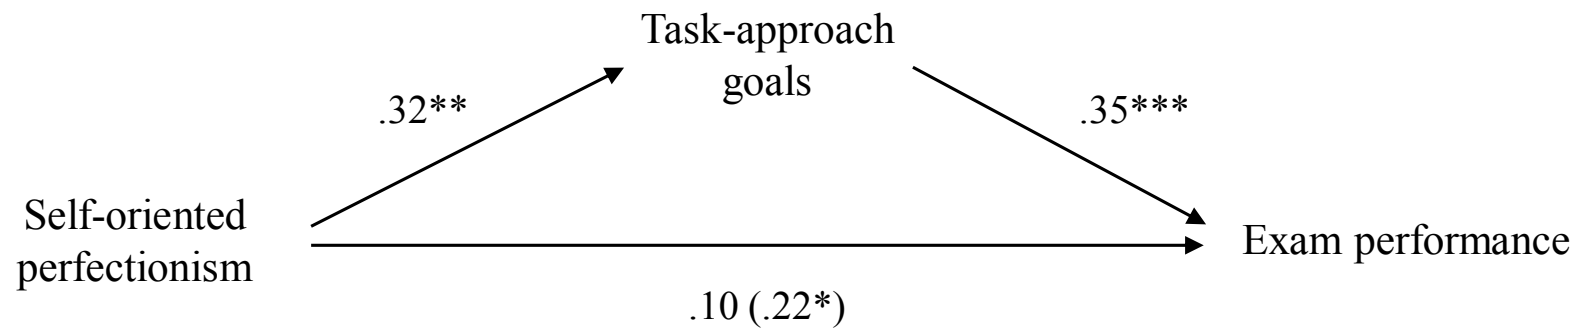 Task-approach
goals
.32**
.35***
Self-oriented
perfectionism
Exam performance
.10 (.22*)